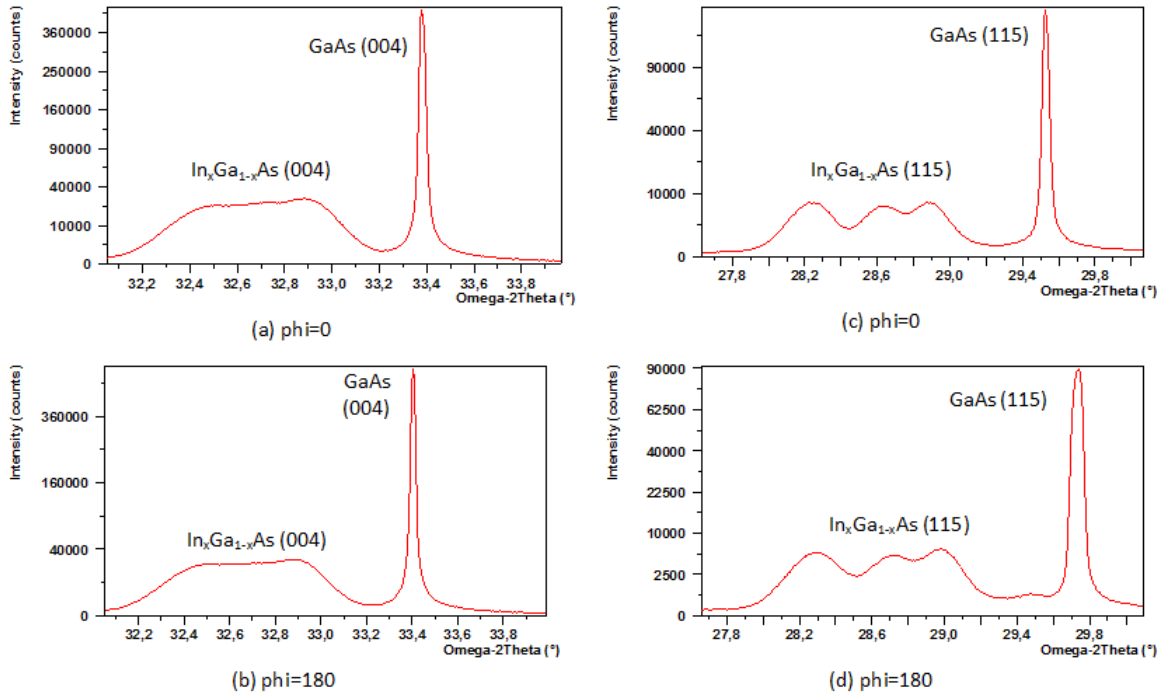 Intensity (counts)
360000
250000
160000
90000
40000
10000
0
GaAs (004)
InₓGa₁₋ₓAs (004)
32,2 32,4 32,6 32,8 33,0 33,2 33,4 33,6 33,8
Omega-2Theta (°)
(a) phi=0
Intensity (counts)
90000
40000
10000
0
GaAs (115)
InₓGa₁₋ₓAs (115)
27,8 28,2 28,6 29,0 29,4 29,8
Omega-2Theta (°)
(c) phi=0
Intensity (counts)
360000
160000
40000
0
GaAs
(004)
InₓGa₁₋ₓAs (004)
32,2 32,4 32,6 32,8 33,0 33,2 33,4 33,6 33,8
Omega-2Theta (°)
(b) phi=180
Intensity (counts)
90000
62500
40000
22500
10000
2500
0
GaAs (115)
InₓGa₁₋ₓAs (115)
27,8 28,2 28,6 29,0 29,4 29,8
Omega-2Theta (°)
(d) phi=180